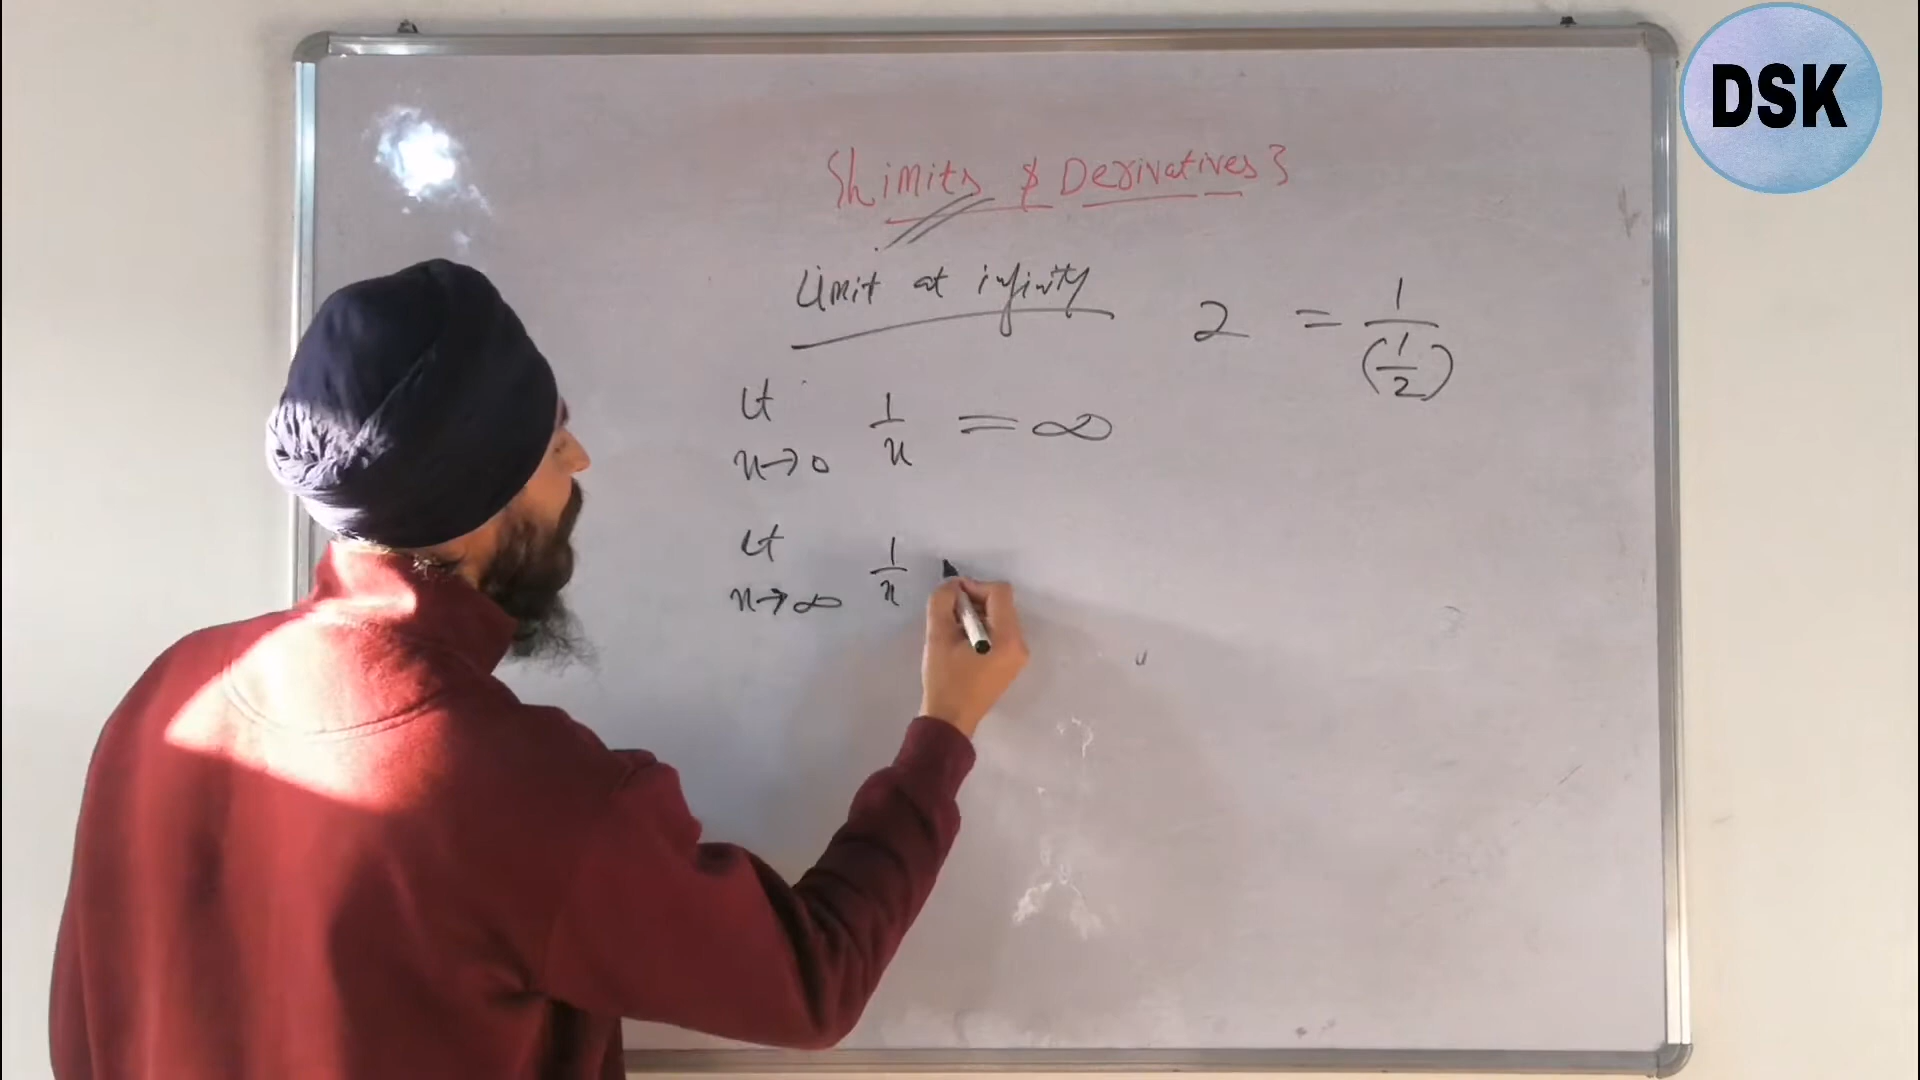 DSK
{Limits & Derivatives}
Limit at infinity
2 = 1/(1/2)
Lt x→0 1/x = ∞
Lt x→∞ 1/x